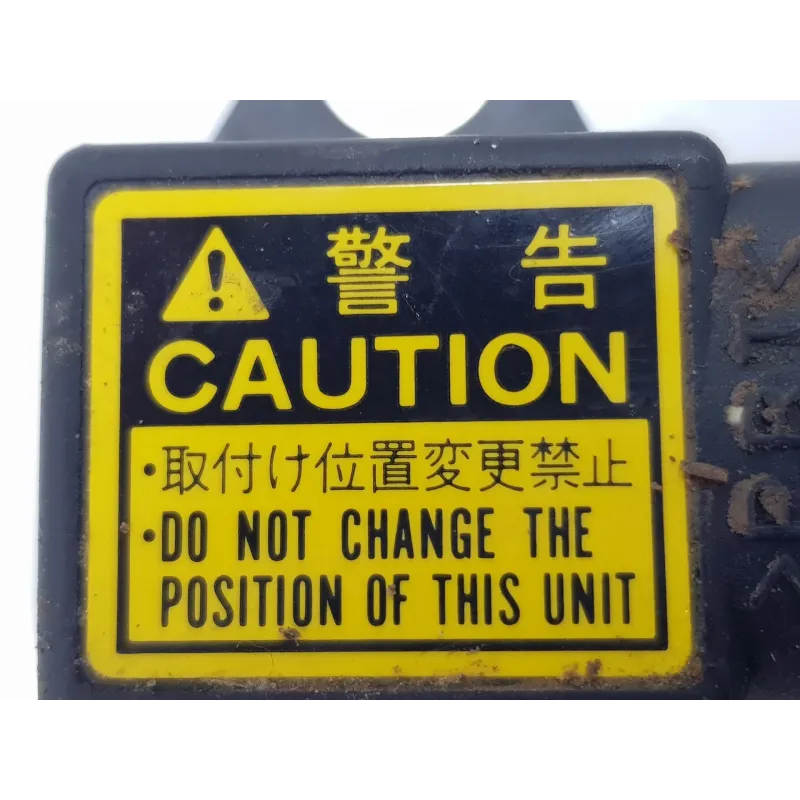 警告
CAUTION
・取付け位置変更禁止
・DO NOT CHANGE THE
POSITION OF THIS UNIT